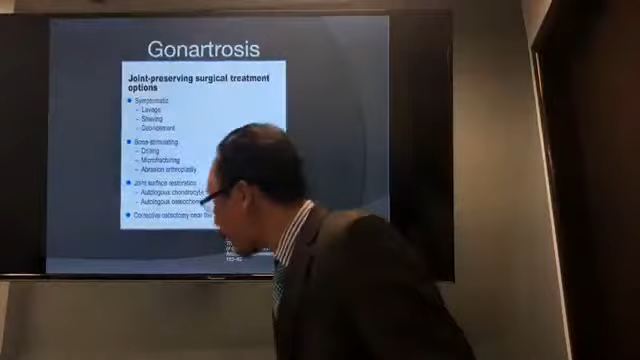 Gonartrosis
Joint-preserving surgical treatment
options
Symptomatic
- Lavage
- Shaving
- Debridement
Bone-stimulating
- Drilling
- Microfracturing
- Abrasion arthroplasty
Joint surface restoration
- Autologous chondrocyte
- Autologous
Corrective osteotomy near the